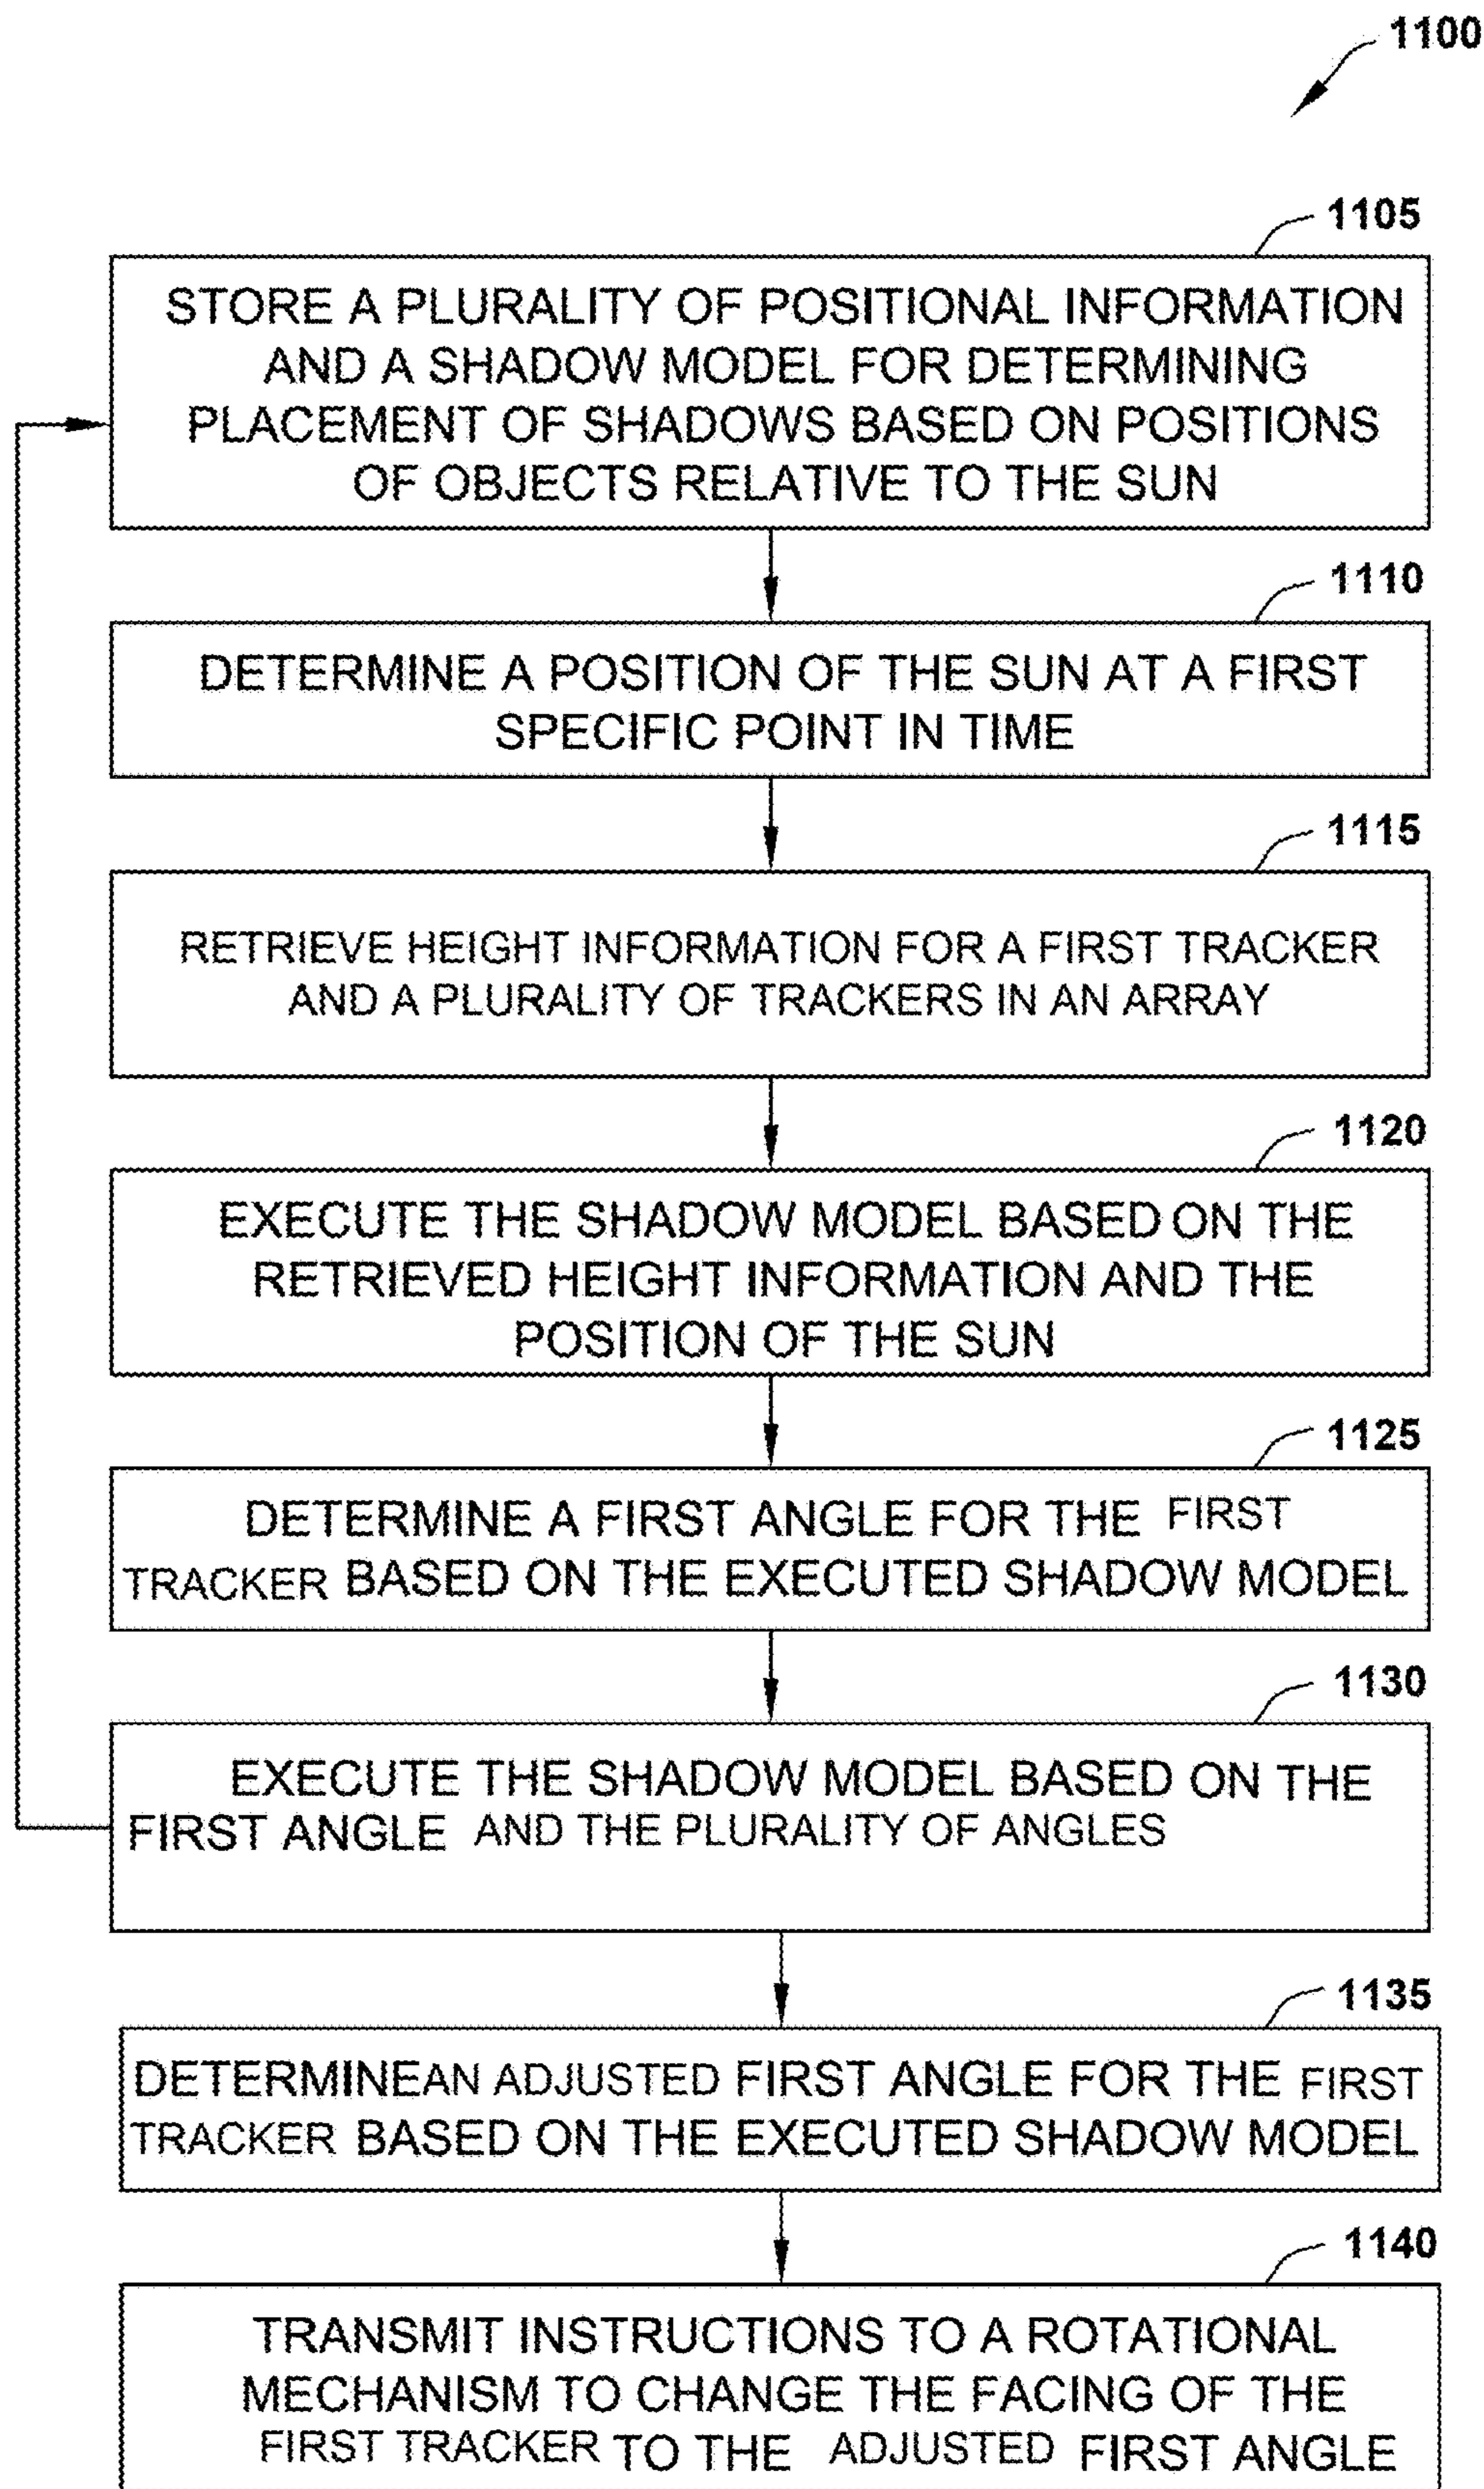 1100
1105
STORE A PLURALITY OF POSITIONAL INFORMATION
AND A SHADOW MODEL FOR DETERMINING
PLACEMENT OF SHADOWS BASED ON POSITIONS
OF OBJECTS RELATIVE TO THE SUN
1110
DETERMINE A POSITION OF THE SUN AT A FIRST
SPECIFIC POINT IN TIME
1115
RETRIEVE HEIGHT INFORMATION FOR A FIRST TRACKER
AND A PLURALITY OF TRACKERS IN AN ARRAY
1120
EXECUTE THE SHADOW MODEL BASED ON THE
RETRIEVED HEIGHT INFORMATION AND THE
POSITION OF THE SUN
1125
DETERMINE A FIRST ANGLE FOR THE FIRST
TRACKER BASED ON THE EXECUTED SHADOW MODEL
1130
EXECUTE THE SHADOW MODEL BASED ON THE
FIRST ANGLE AND THE PLURALITY OF ANGLES
1135
DETERMINEAN ADJUSTED FIRST ANGLE FOR THE FIRST
TRACKER BASED ON THE EXECUTED SHADOW MODEL
1140
TRANSMIT INSTRUCTIONS TO A ROTATIONAL
MECHANISM TO CHANGE THE FACING OF THE
FIRST TRACKER TO THE ADJUSTED FIRST ANGLE